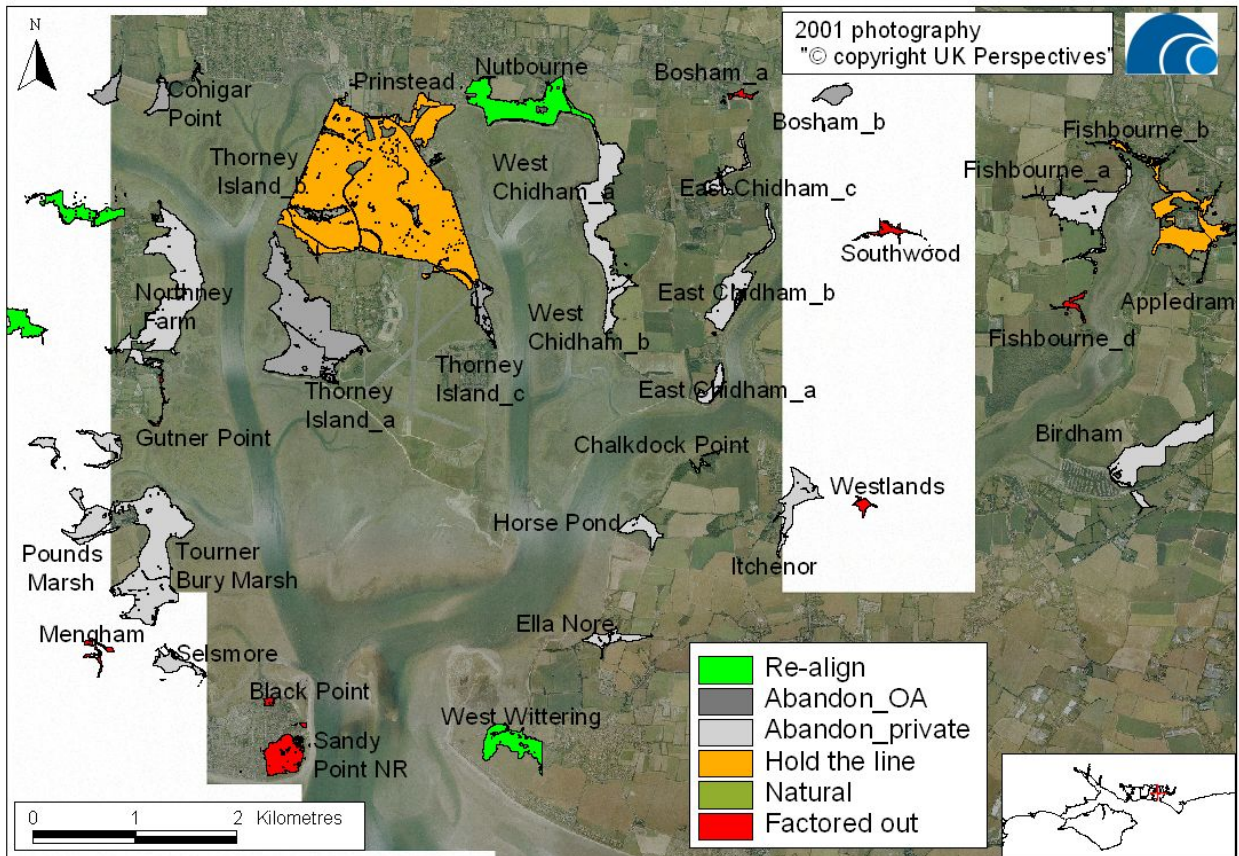 N
2001 photography
"© copyright UK Perspectives"
Conigar
Point
Prinstead
Nutbourne
Bosham_a
Bosham_b
Fishbourne_b
Fishbourne_a
Thorney
Island_b
West
Chidham_a
East Chidham_c
Southwood
Northney
Farm
West
Chidham_b
East Chidham_b
Appledram
Fishbourne_d
Thorney
Island_a
Thorney
Island_c
East Chidham_a
Gutner Point
Chalkdock Point
Birdham
Westlands
Horse Pond
Itchenor
Pounds
Marsh
Tourner
Bury Marsh
Mengham
Selsmore
Ella Nore
Black Point
Sandy
Point NR
West Wittering
Re-align
Abandon_OA
Abandon_private
Hold the line
Natural
Factored out
0 1 2 Kilometres